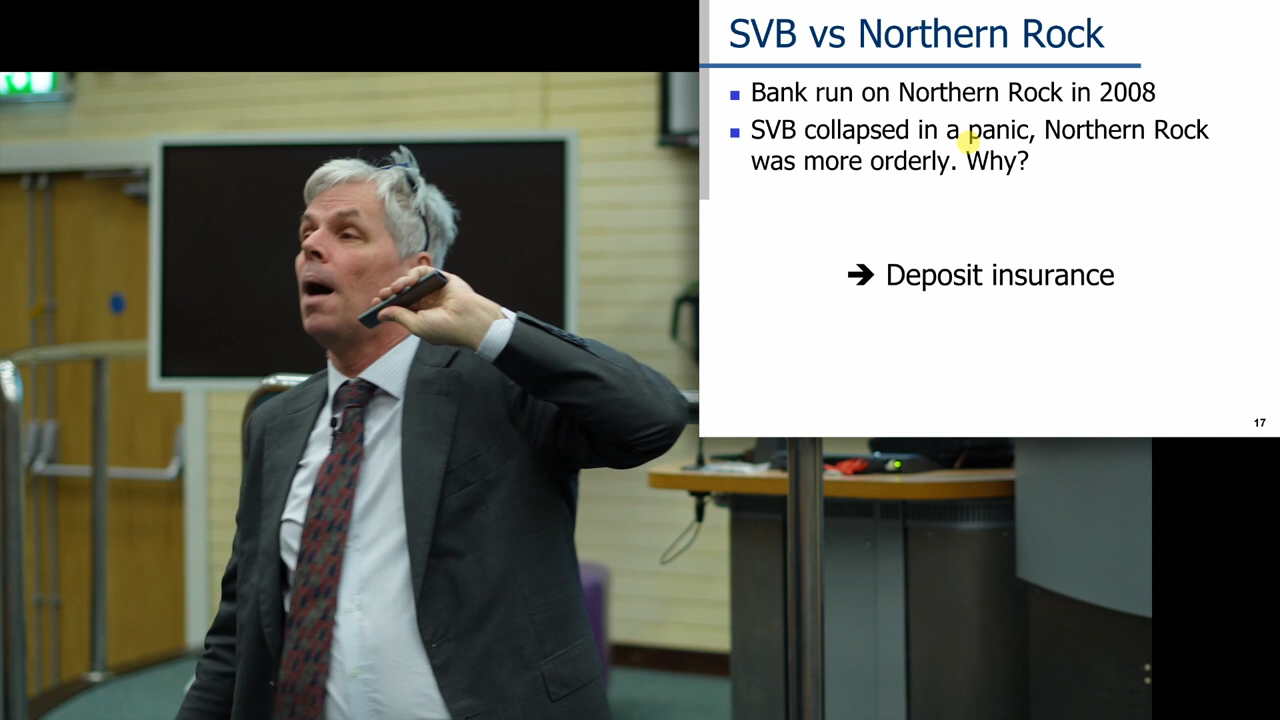 SVB vs Northern Rock
Bank run on Northern Rock in 2008
SVB collapsed in a panic, Northern Rock
was more orderly. Why?
➔ Deposit insurance
17